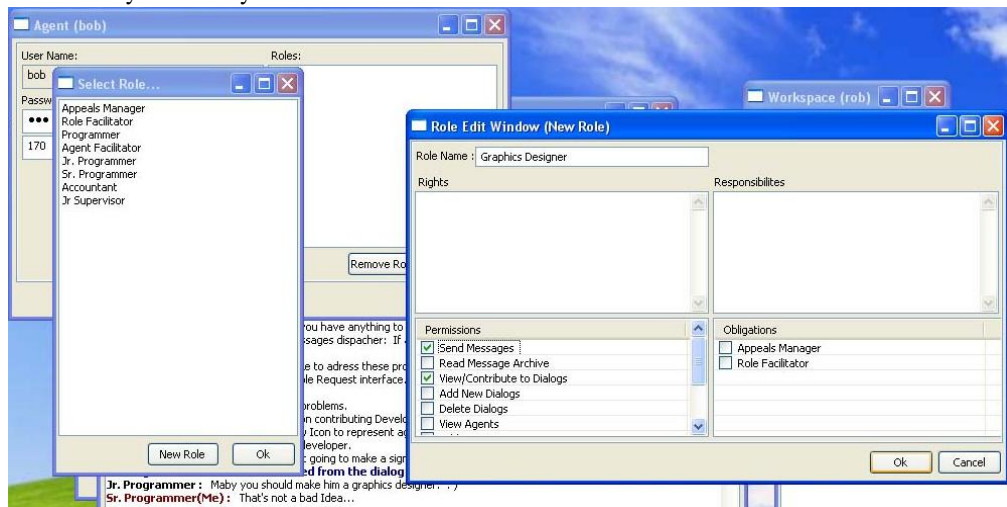 Agent (bob)
User Name:
Roles:
bob
Passw
170
Remove Ro
Select Role...
Appeals Manager
Role Facilitator
Programmer
Agent Facilitator
Jr. Programmer
Sr. Programmer
Accountant
Jr Supervisor
New Role
Ok
Workspace (rob)
Role Edit Window (New Role)
Role Name :
Graphics Designer
Rights
Responsibilites
Permissions
Send Messages
Read Message Archive
View/Contribute to Dialogs
Add New Dialogs
Delete Dialogs
View Agents
Obligations
Appeals Manager
Role Facilitator
Ok
Cancel
you have anything to
ssages dispacher: If
e to adress these pro
le Request interface.
problems.
n contributing Develo
Icon to represent ag
developer.
going to make a sign
ed from the dialog
Jr. Programmer : Maby you should make him a graphics designer. : )
Sr. Programmer(Me) : That's not a bad Idea...